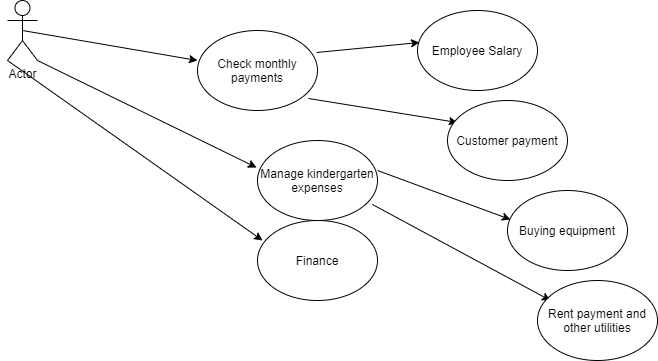 Actor
Check monthly
payments
Employee Salary
Customer payment
Manage kindergarten
expenses
Buying equipment
Finance
Rent payment and
other utilities